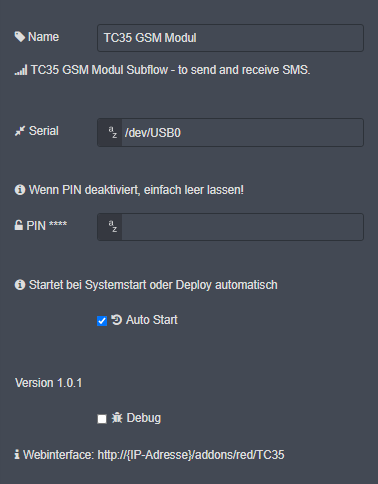 Name TC35 GSM Modul
TC35 GSM Modul Subflow - to send and receive SMS.
Serial az /dev/USB0
Wenn PIN deaktiviert, einfach leer lassen!
PIN **** az
Startet bei Systemstart oder Deploy automatisch
Auto Start
Version 1.0.1
Debug
Webinterface: http://{IP-Adresse}/addons/red/TC35